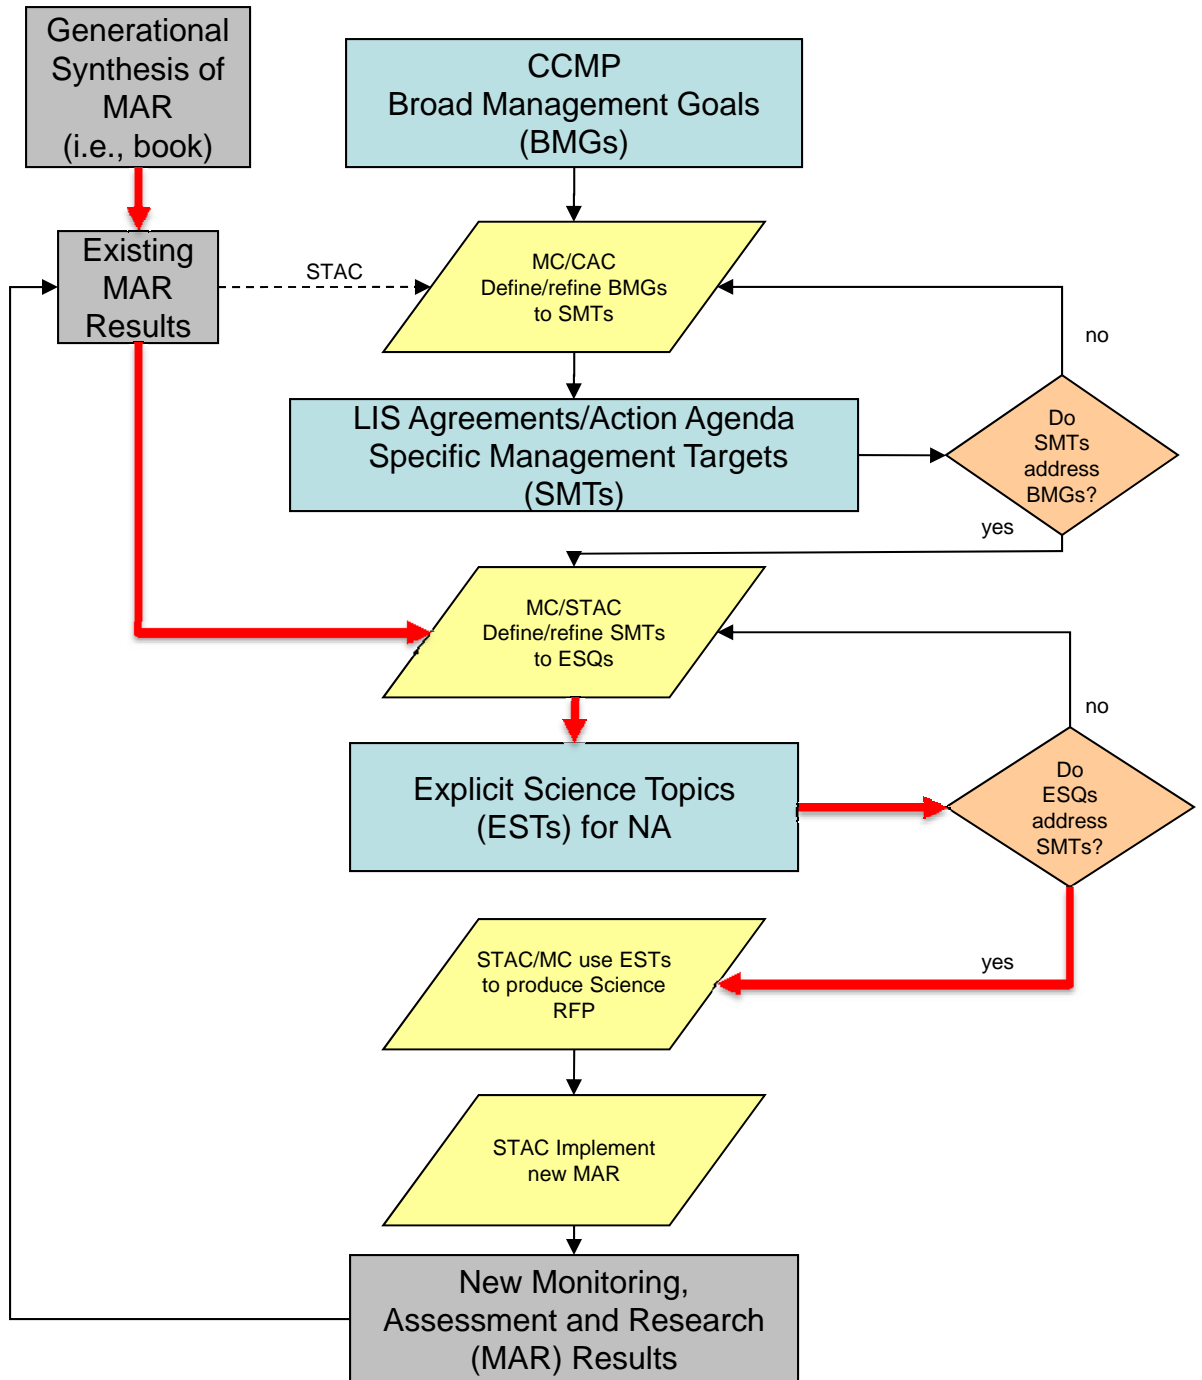 Generational
Synthesis of
MAR
(i.e., book)
CCMP
Broad Management Goals
(BMGs)
Existing
MAR
Results
STAC
MC/CAC
Define/refine BMGs
to SMTs
no
LIS Agreements/Action Agenda
Specific Management Targets
(SMTs)
Do
SMTs
address
BMGs?
yes
MC/STAC
Define/refine SMTs
to ESQs
no
Explicit Science Topics
(ESTs) for NA
Do
ESQs
address
SMTs?
STAC/MC use ESTs
to produce Science
RFP
yes
STAC Implement
new MAR
New Monitoring,
Assessment and Research
(MAR) Results